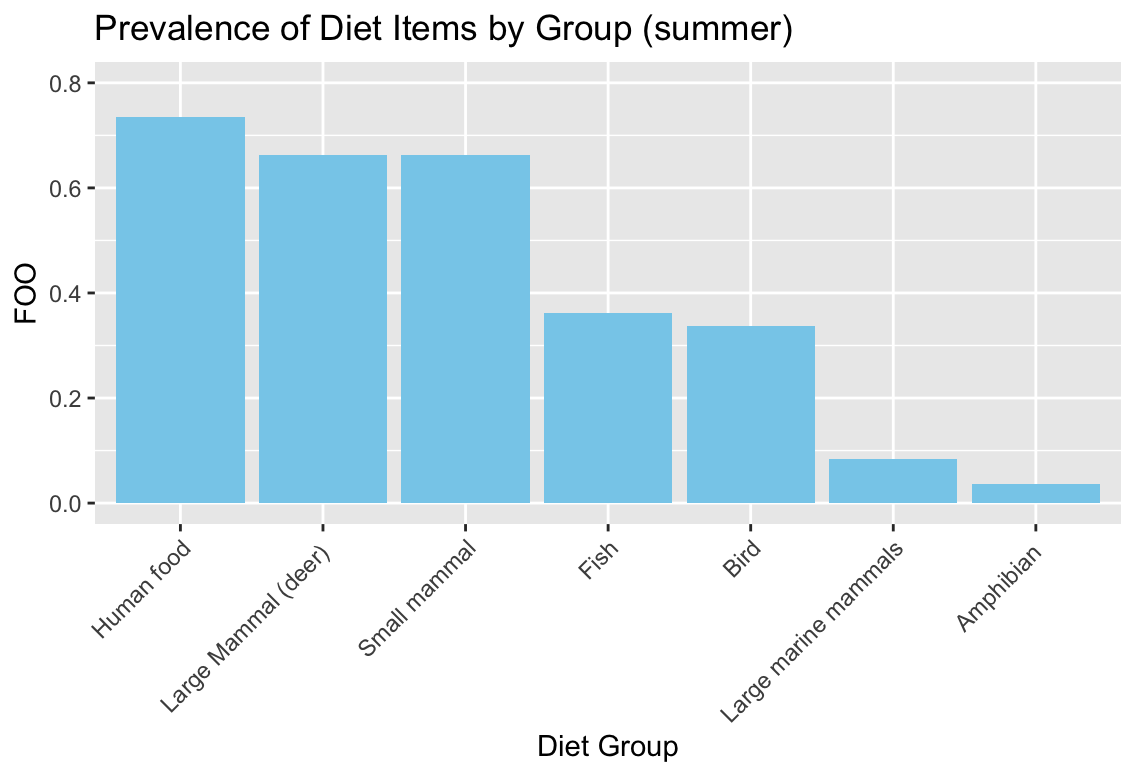 Prevalence of Diet Items by Group (summer)
0.8
0.6
0.4
0.2
0.0
FOO
Human food
Large Mammal (deer)
Small mammal
Fish
Bird
Large marine mammals
Amphibian
Diet Group